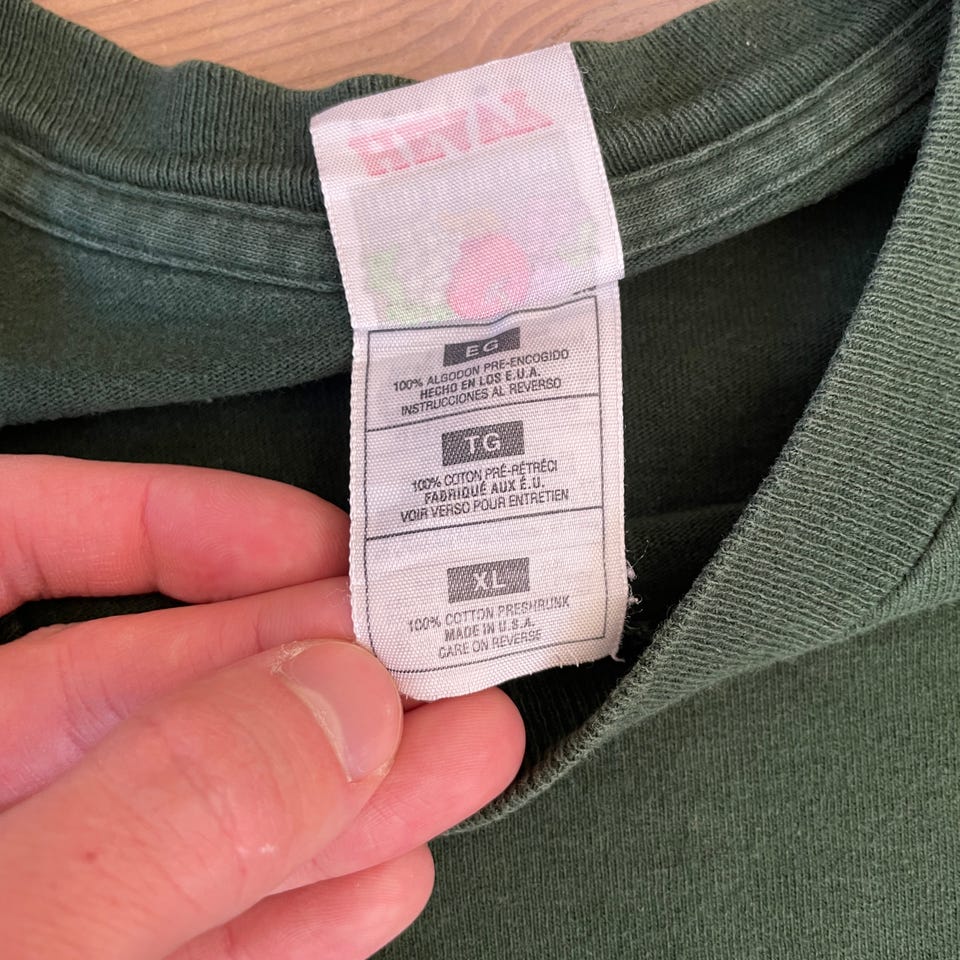 EG
100% ALGODON PRE-ENCOGIDO
HECHO EN LOS E.U.A.
INSTRUCCIONES AL REVERSO
TG
100% COTON PRÉ-RÉTRÉCI
FABRIQUÉ AUX É.U.
VOIR VERSO POUR ENTRETIEN
XL
100% COTTON PRESHRUNK
MADE IN U.S.A.
CARE ON REVERSE